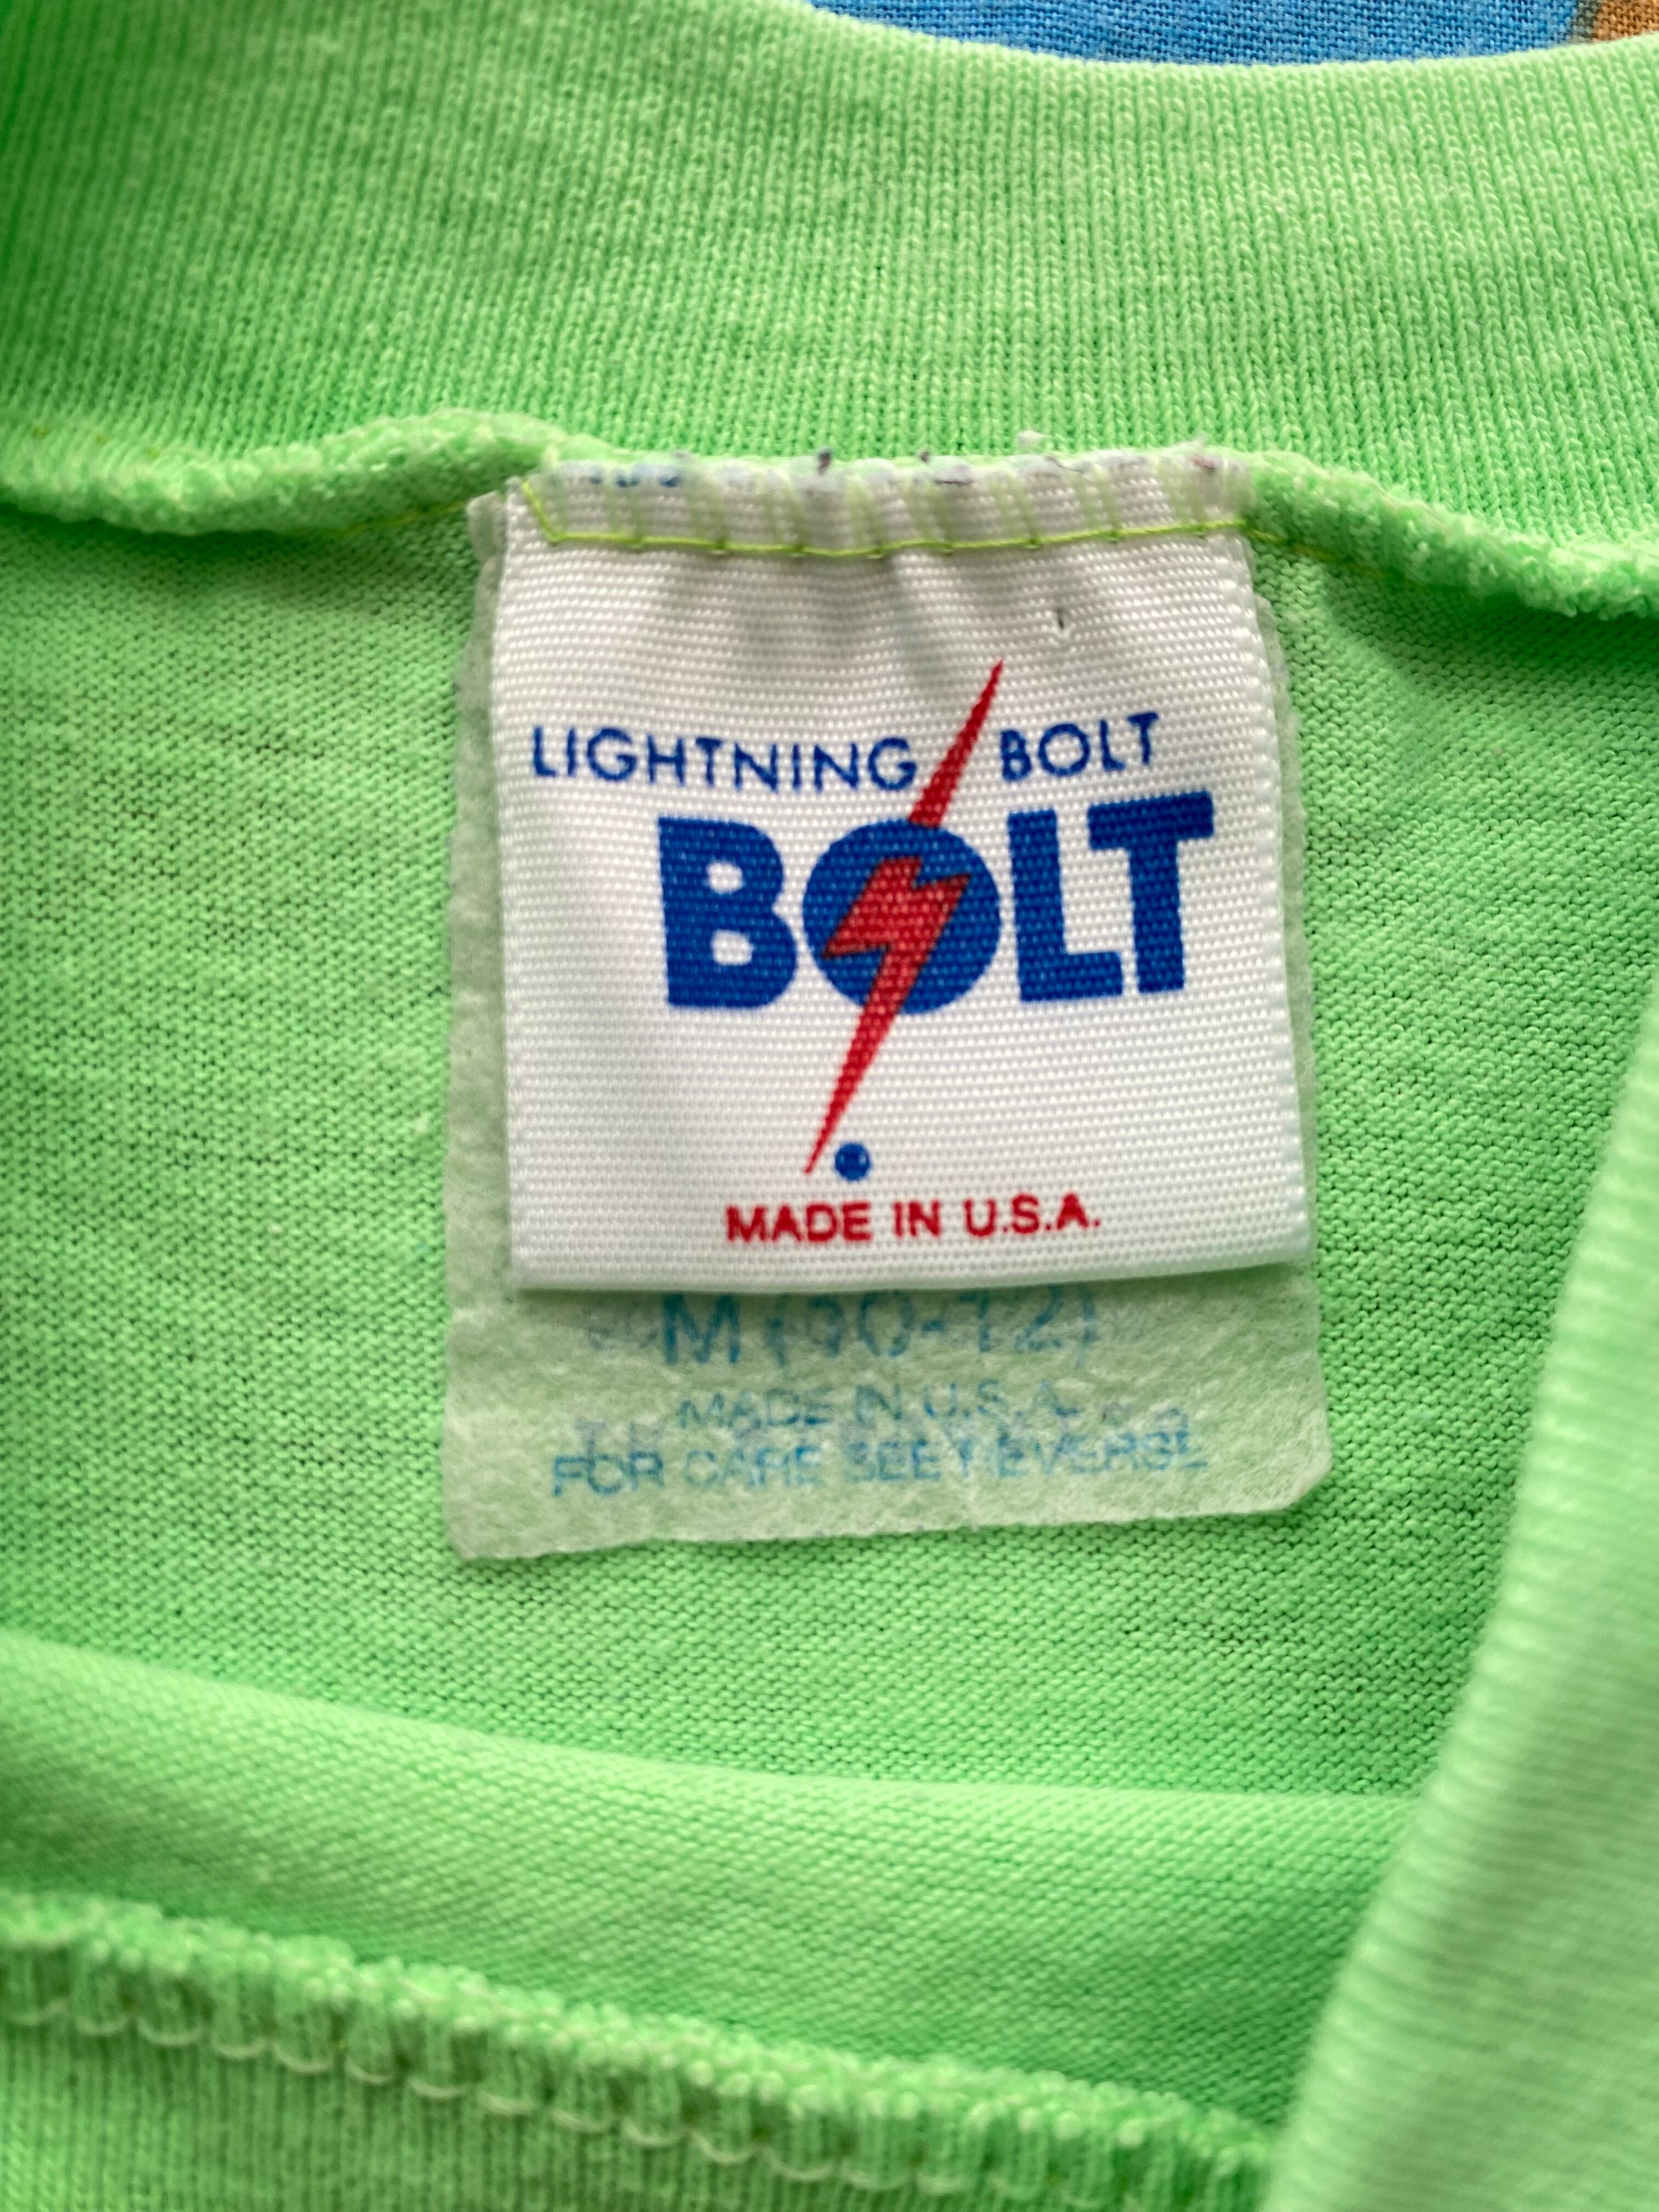 LIGHTNING BOLT
BOLT
MADE IN U.S.A.
M (10-12)
MADE IN U.S.A.
FOR CARE SEE REVERSE